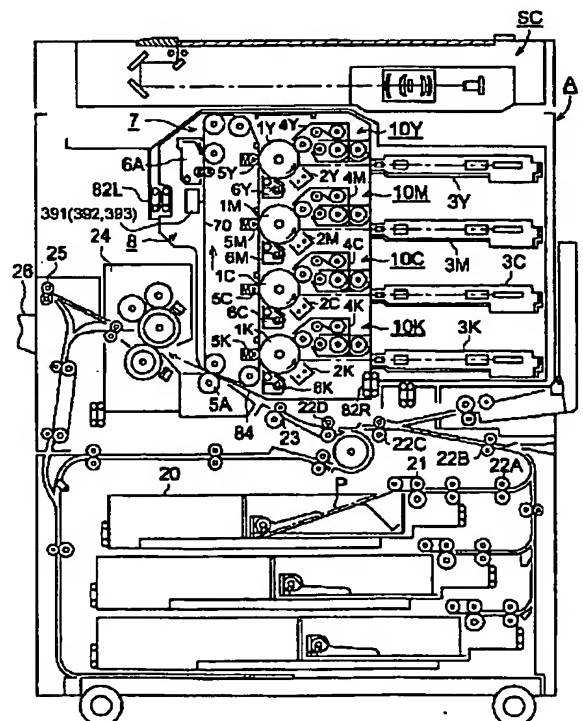 SC
A
7
1Y
4Y
10Y
6A
5Y
6Y
2Y
4M
3Y
82L
1M
10M
391(392,393)
70
5M
6M
2M
4C
3M
8
1C
10C
3C
26
25
24
5C
6C
2C
4K
1K
10K
3K
5K
2K
6K
5A
84
22D
82R
23
22C
22B
22A
21
20
P